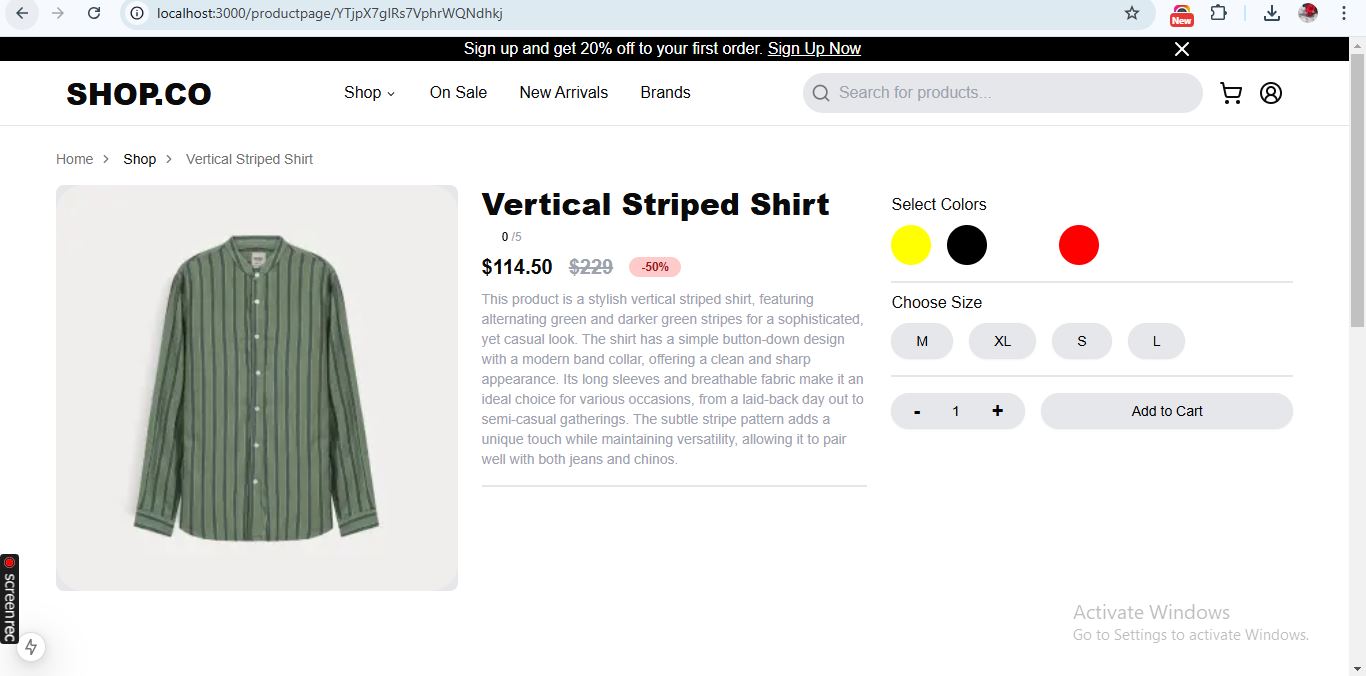 localhost:3000/productpage/YTjpX7glRs7VphrWQNdhkj
New
Sign up and get 20% off to your first order. Sign Up Now
SHOP.CO
Shop
On Sale
New Arrivals
Brands
Search for products...
Home
Shop
Vertical Striped Shirt
Vertical Striped Shirt
0 /5
$114.50 $229 -50%
This product is a stylish vertical striped shirt, featuring
alternating green and darker green stripes for a sophisticated,
yet casual look. The shirt has a simple button-down design
with a modern band collar, offering a clean and sharp
appearance. Its long sleeves and breathable fabric make it an
ideal choice for various occasions, from a laid-back day out to
semi-casual gatherings. The subtle stripe pattern adds a
unique touch while maintaining versatility, allowing it to pair
well with both jeans and chinos.
Select Colors
Choose Size
M XL S L
- 1 +
Add to Cart
screenrec
Activate Windows
Go to Settings to activate Windows.